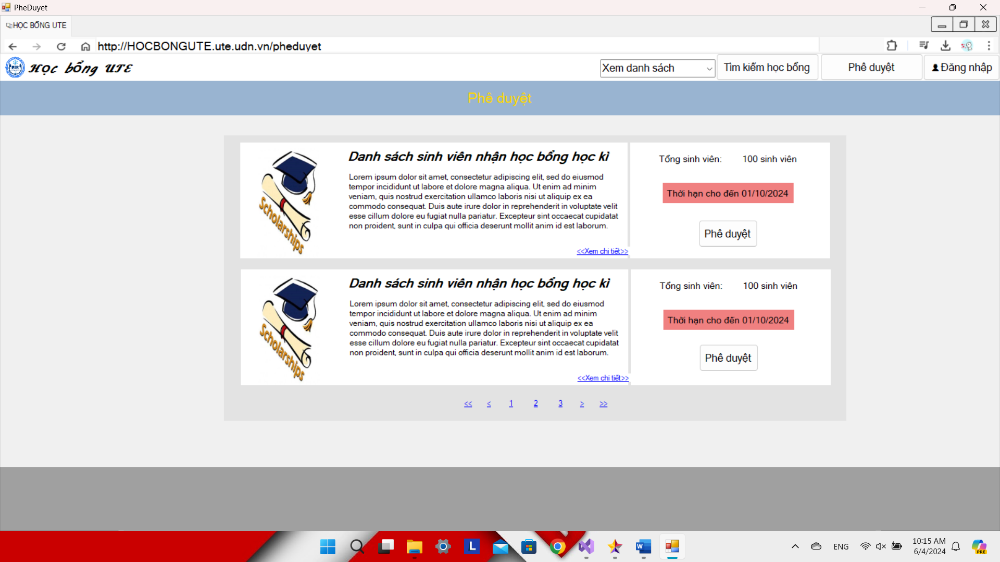 PheDuyet
HỌC BỔNG UTE
http://HOCBONGUTE.ute.udn.vn/pheduyet
Học bổng UTE
Xem danh sách
Tìm kiếm học bổng
Phê duyệt
Đăng nhập
Phê duyệt
Danh sách sinh viên nhận học bổng học kì
Lorem ipsum dolor sit amet, consectetur adipiscing elit, sed do eiusmod
tempor incididunt ut labore et dolore magna aliqua. Ut enim ad minim
veniam, quis nostrud exercitation ullamco laboris nisi ut aliquip ex ea
commodo consequat. Duis aute irure dolor in reprehenderit in voluptate velit
esse cillum dolore eu fugiat nulla pariatur. Excepteur sint occaecat cupidatat
non proident, sunt in culpa qui officia deserunt mollit anim id est laborum.
<<Xem chi tiết>>
Scholarships
Tổng sinh viên: 100 sinh viên
Thời hạn cho đến 01/10/2024
Phê duyệt
Danh sách sinh viên nhận học bổng học kì
Lorem ipsum dolor sit amet, consectetur adipiscing elit, sed do eiusmod
tempor incididunt ut labore et dolore magna aliqua. Ut enim ad minim
veniam, quis nostrud exercitation ullamco laboris nisi ut aliquip ex ea
commodo consequat. Duis aute irure dolor in reprehenderit in voluptate velit
esse cillum dolore eu fugiat nulla pariatur. Excepteur sint occaecat cupidatat
non proident, sunt in culpa qui officia deserunt mollit anim id est laborum.
<<Xem chi tiết>>
Scholarships
Tổng sinh viên: 100 sinh viên
Thời hạn cho đến 01/10/2024
Phê duyệt
<< < 1 2 3 > >>
L
W
ENG
10:15 AM
6/4/2024
PRE